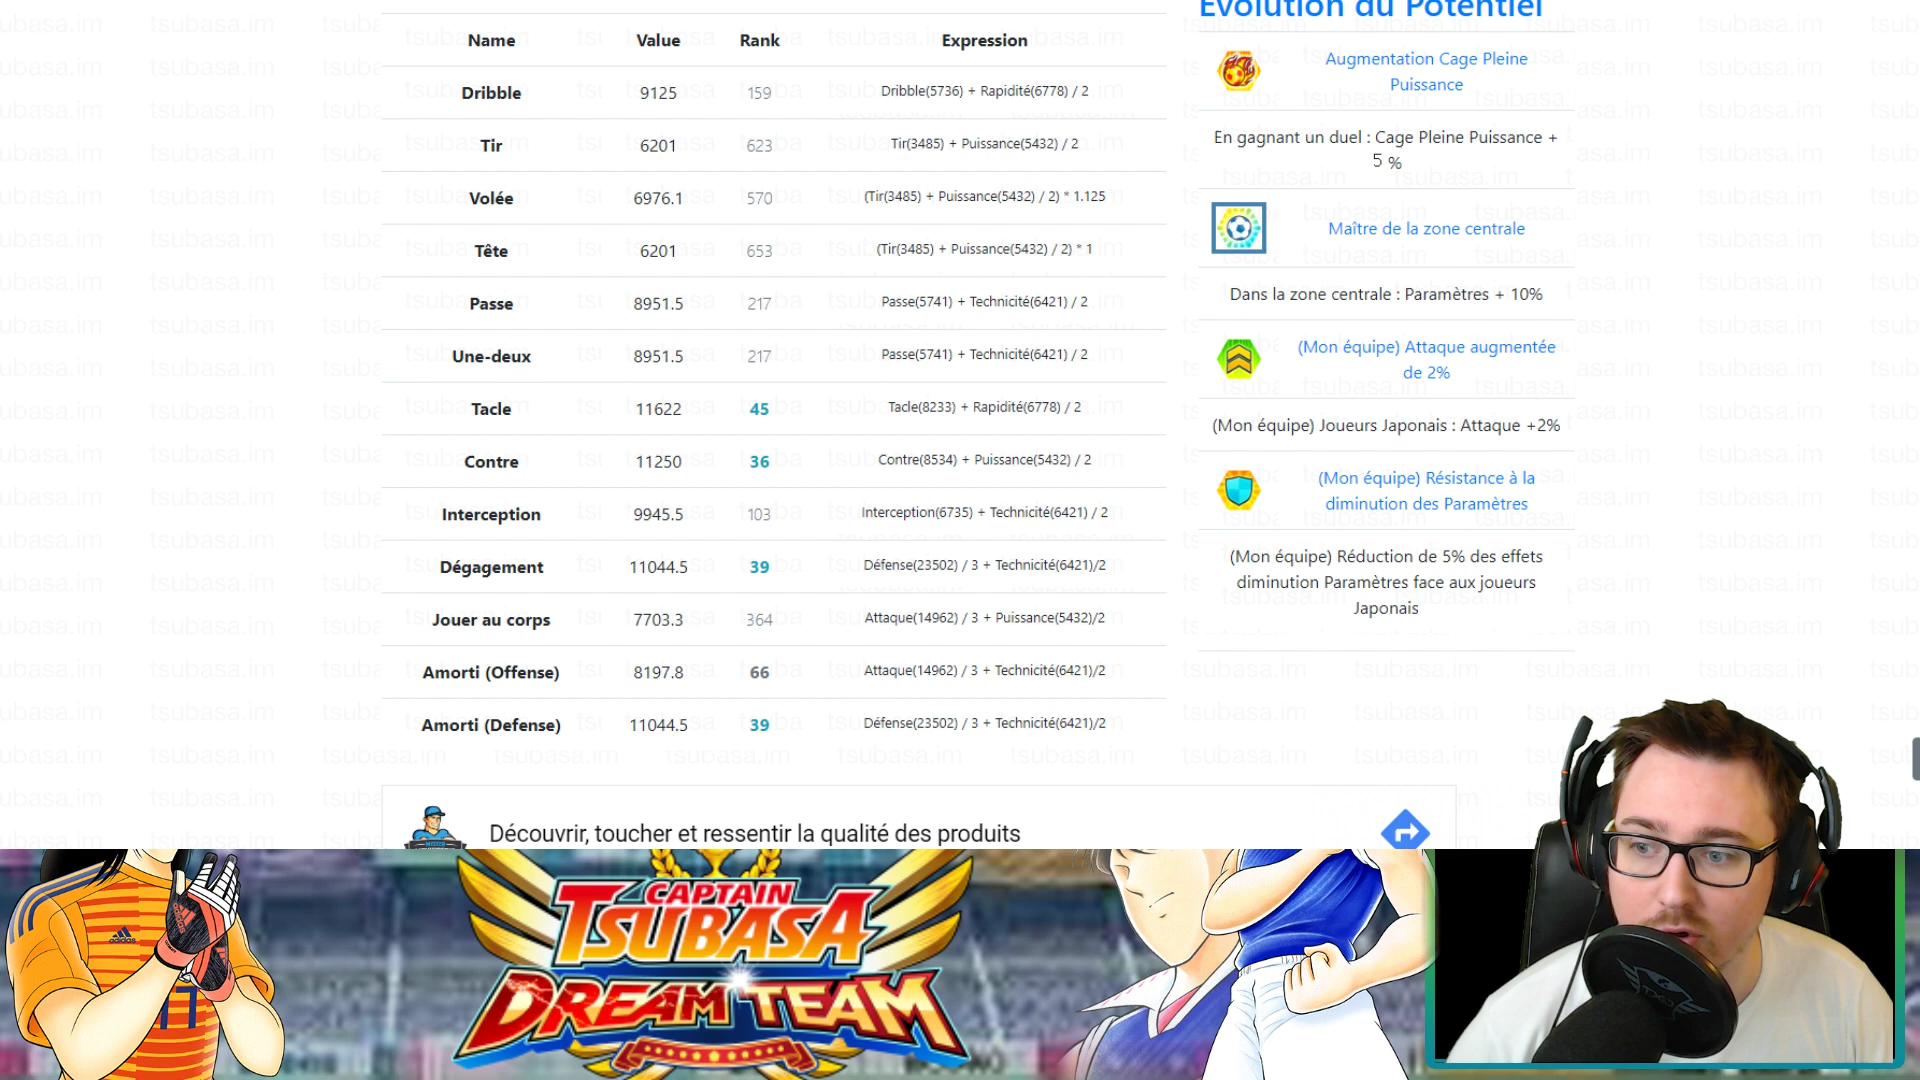 Évolution du Potentiel
Name Value Rank Expression
Dribble 9125 159 Dribble(5736) + Rapidité(6778) / 2
Tir 6201 623 Tir(3485) + Puissance(5432) / 2
Volée 6976.1 570 (Tir(3485) + Puissance(5432) / 2) * 1.125
Tête 6201 653 (Tir(3485) + Puissance(5432) / 2) * 1
Passe 8951.5 217 Passe(5741) + Technicité(6421) / 2
Une-deux 8951.5 217 Passe(5741) + Technicité(6421) / 2
Tacle 11622 45 Tacle(8233) + Rapidité(6778) / 2
Contre 11250 36 Contre(8534) + Puissance(5432) / 2
Interception 9945.5 103 Interception(6735) + Technicité(6421) / 2
Dégagement 11044.5 39 Défense(23502) / 3 + Technicité(6421)/2
Jouer au corps 7703.3 364 Attaque(14962) / 3 + Puissance(5432)/2
Amorti (Offense) 8197.8 66 Attaque(14962) / 3 + Technicité(6421)/2
Amorti (Defense) 11044.5 39 Défense(23502) / 3 + Technicité(6421)/2
Augmentation Cage Pleine
Puissance
En gagnant un duel : Cage Pleine Puissance +
5 %
Maître de la zone centrale
Dans la zone centrale : Paramètres + 10%
(Mon équipe) Attaque augmentée
de 2%
(Mon équipe) Joueurs Japonais : Attaque +2%
(Mon équipe) Résistance à la
diminution des Paramètres
(Mon équipe) Réduction de 5% des effets
diminution Paramètres face aux joueurs
Japonais
Découvrir, toucher et ressentir la qualité des produits
adidas
CAPTAIN
TSUBASA
DREAM TEAM
tsubasa.im